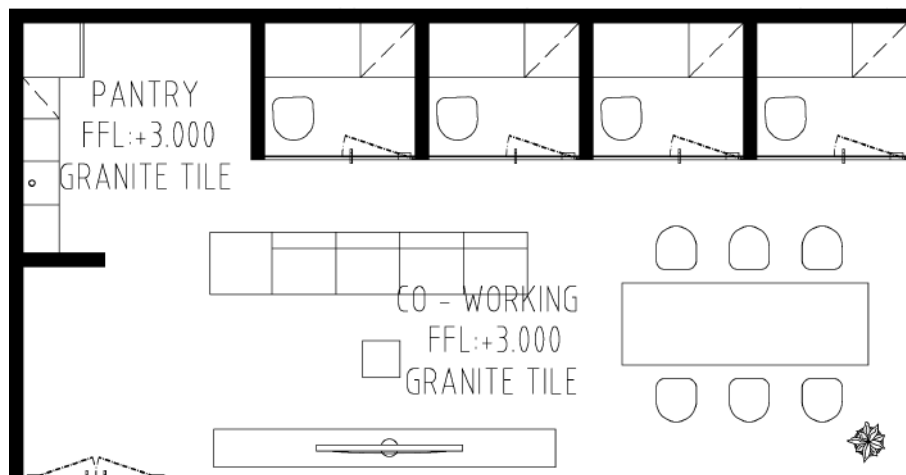 PANTRY
FFL:+3.000
GRANITE TILE
CO - WORKING
FFL:+3.000
GRANITE TILE